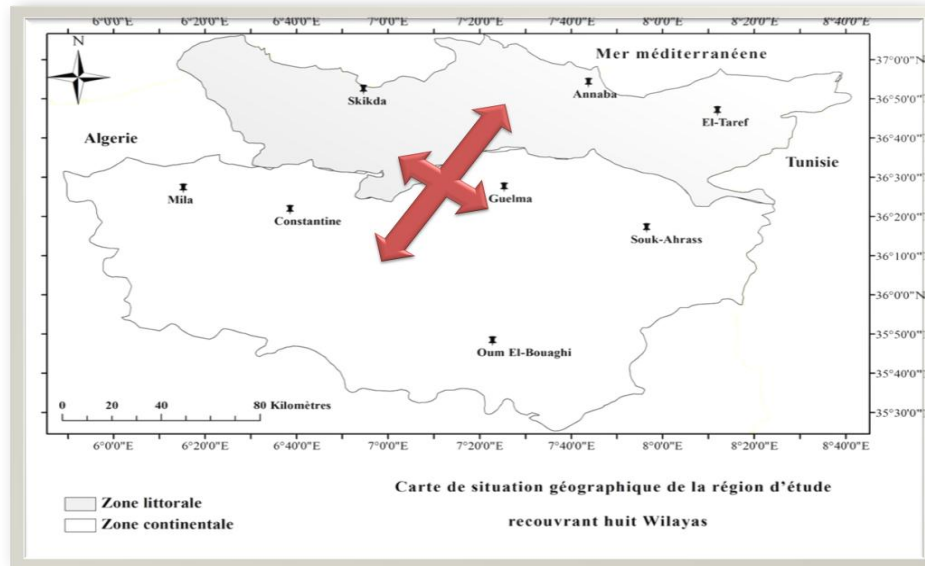 6°0'0"E 6°20'0"E 6°40'0"E 7°0'0"E 7°20'0"E 7°40'0"E 8°0'0"E 8°20'0"E 8°40'0"E
N
Mer méditerranéene
37°0'0"N
Skikda
Annaba
36°50'0"
El-Taref
Algerie
36°40'0"
Tunisie
36°30'0"
Mila
Guelma
Constantine
36°20'0"
Souk-Ahrass
36°10'0"
36°0'0"N
35°50'0"
Oum El-Bouaghi
35°40'0"
0 20 40 80 Kilomètres
35°30'0"
6°0'0"E 6°20'0"E 6°40'0"E 7°0'0"E 7°20'0"E 7°40'0"E 8°0'0"E 8°20'0"E 8°40'0"E
Zone littorale
Zone continentale
Carte de situation géographique de la région d'étude
recouvrant huit Wilayas